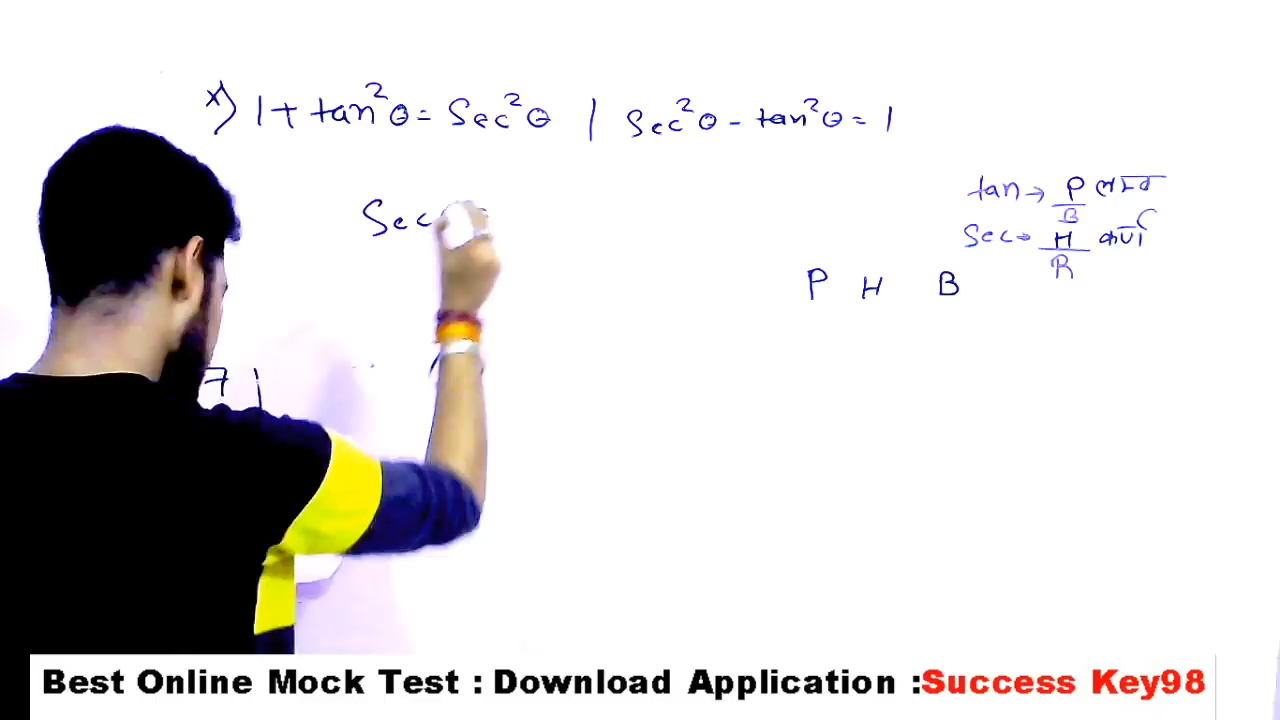 x) 1 + tan²θ = Sec²θ | Sec²θ - tan²θ = 1
tan → P/B लम्ब
Sec → H/B कर्ण
Sec
P H B
7
Best Online Mock Test : Download Application :Success Key98